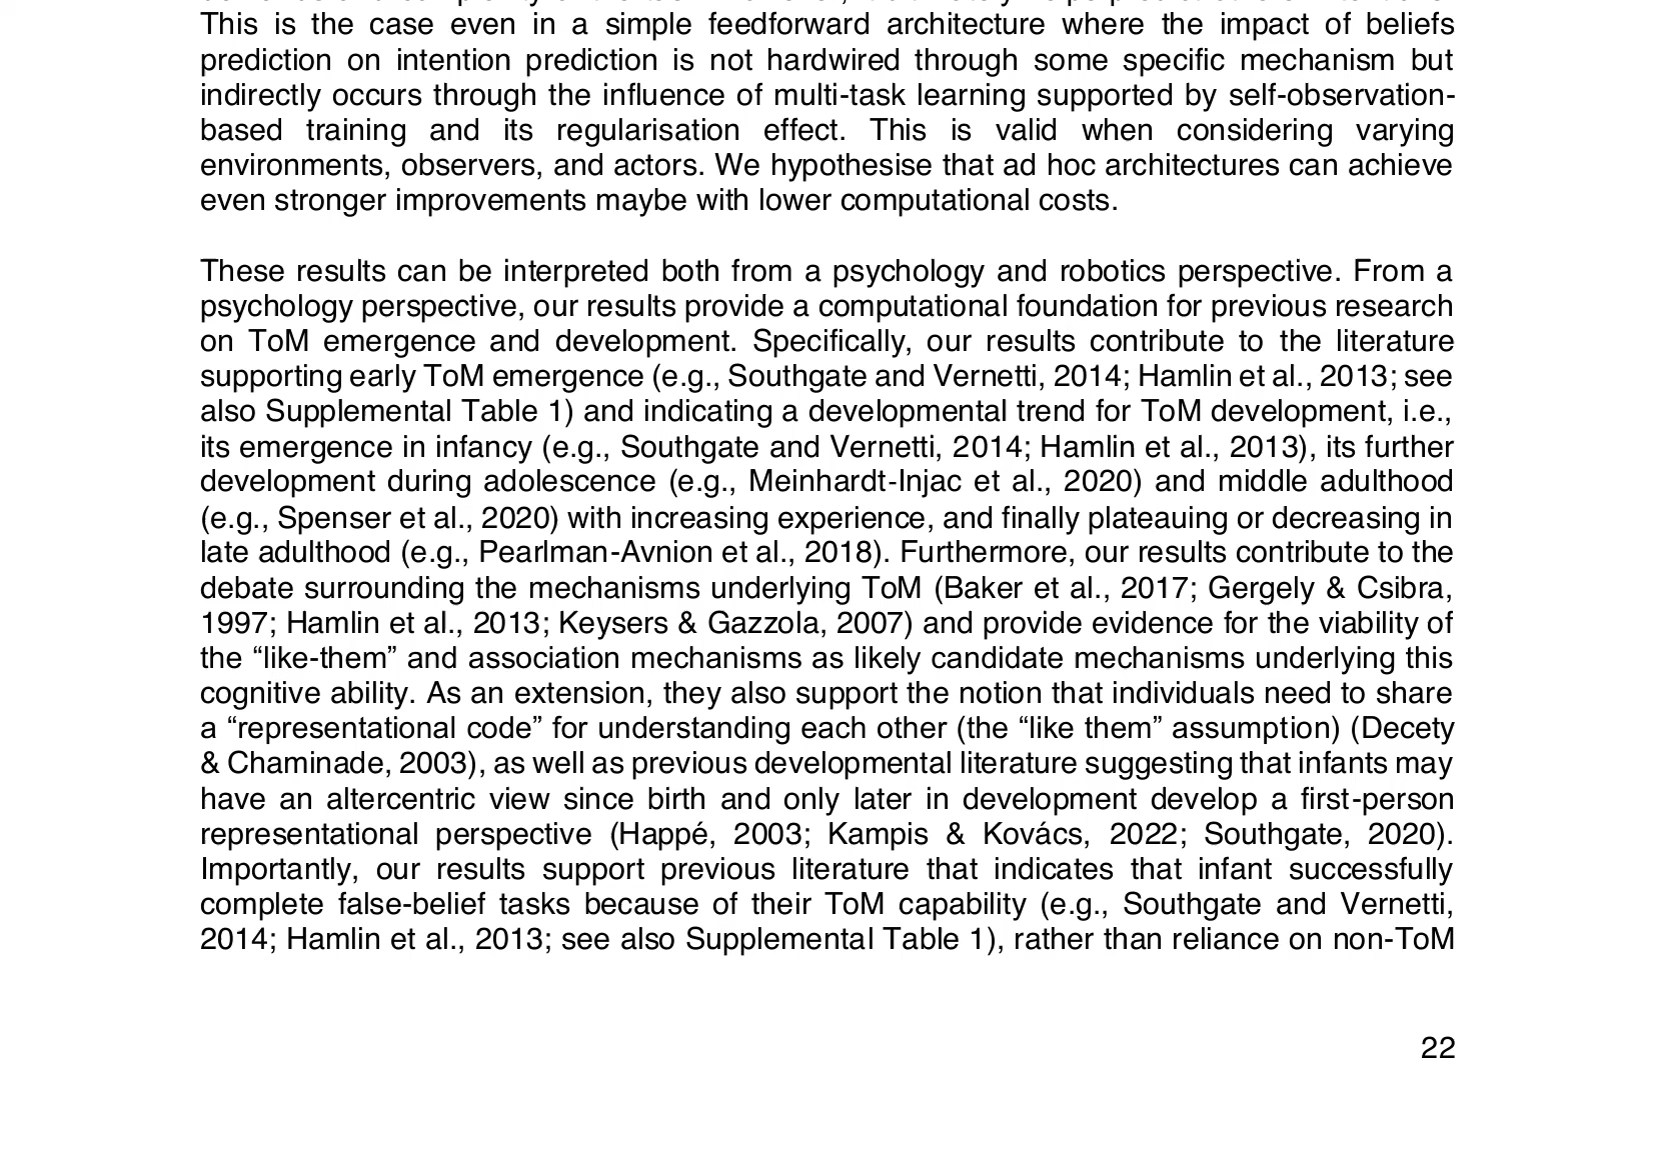 This is the case even in a simple feedforward architecture where the impact of beliefs
prediction on intention prediction is not hardwired through some specific mechanism but
indirectly occurs through the influence of multi-task learning supported by self-observation-
based training and its regularisation effect. This is valid when considering varying
environments, observers, and actors. We hypothesise that ad hoc architectures can achieve
even stronger improvements maybe with lower computational costs.
These results can be interpreted both from a psychology and robotics perspective. From a
psychology perspective, our results provide a computational foundation for previous research
on ToM emergence and development. Specifically, our results contribute to the literature
supporting early ToM emergence (e.g., Southgate and Vernetti, 2014; Hamlin et al., 2013; see
also Supplemental Table 1) and indicating a developmental trend for ToM development, i.e.,
its emergence in infancy (e.g., Southgate and Vernetti, 2014; Hamlin et al., 2013), its further
development during adolescence (e.g., Meinhardt-Injac et al., 2020) and middle adulthood
(e.g., Spenser et al., 2020) with increasing experience, and finally plateauing or decreasing in
late adulthood (e.g., Pearlman-Avnion et al., 2018). Furthermore, our results contribute to the
debate surrounding the mechanisms underlying ToM (Baker et al., 2017; Gergely & Csibra,
1997; Hamlin et al., 2013; Keysers & Gazzola, 2007) and provide evidence for the viability of
the “like-them” and association mechanisms as likely candidate mechanisms underlying this
cognitive ability. As an extension, they also support the notion that individuals need to share
a “representational code” for understanding each other (the “like them” assumption) (Decety
& Chaminade, 2003), as well as previous developmental literature suggesting that infants may
have an altercentric view since birth and only later in development develop a first-person
representational perspective (Happé, 2003; Kampis & Kovács, 2022; Southgate, 2020).
Importantly, our results support previous literature that indicates that infant successfully
complete false-belief tasks because of their ToM capability (e.g., Southgate and Vernetti,
2014; Hamlin et al., 2013; see also Supplemental Table 1), rather than reliance on non-ToM
22